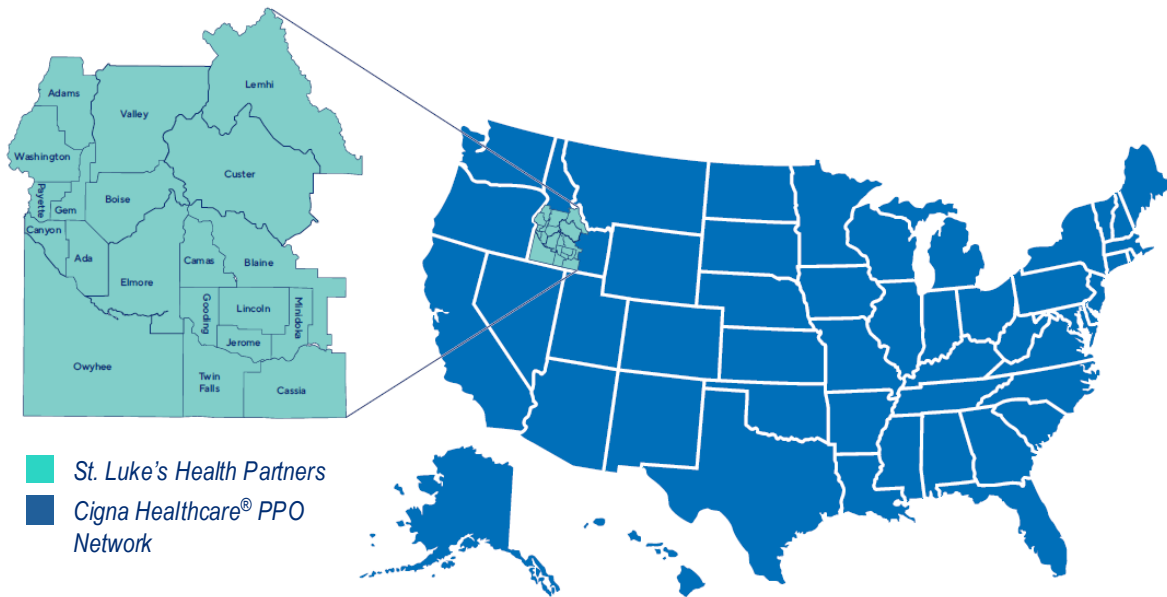 Lemhi
Adams
Valley
Washington
Custer
Payette
Gem
Boise
Canyon
Ada
Camas
Blaine
Elmore
Gooding
Lincoln
Minidoka
Jerome
Owyhee
Twin
Falls
Cassia
St. Luke’s Health Partners
Cigna Healthcare® PPO
Network